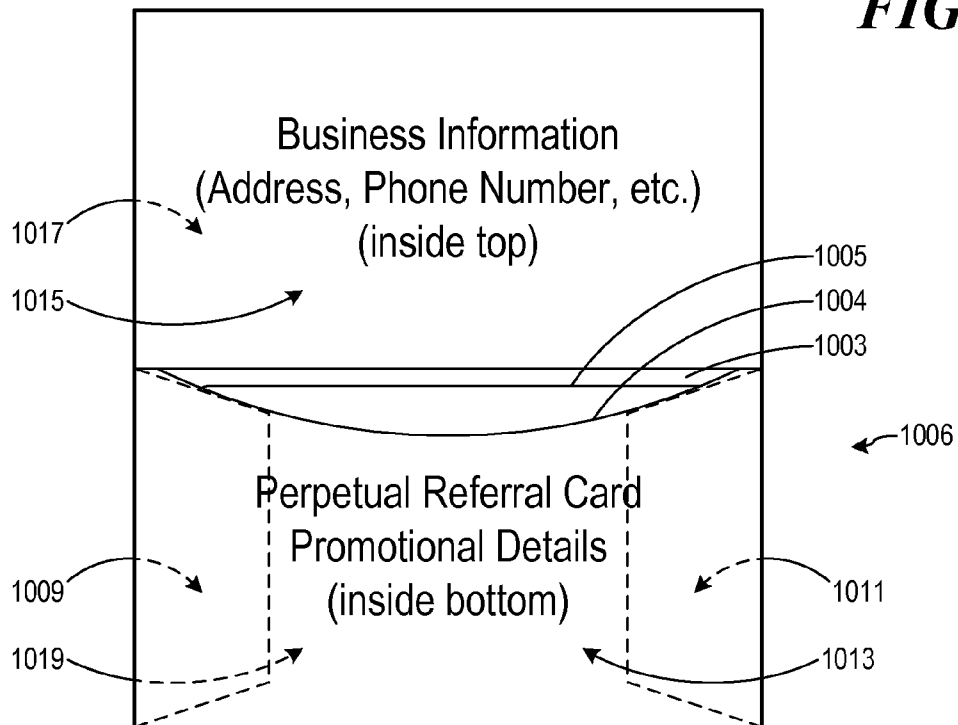 FIG
Business Information
(Address, Phone Number, etc.)
(inside top)
1017
1015
1005
1004
1003
1006
Perpetual Referral Card
Promotional Details
(inside bottom)
1009
1011
1019
1013